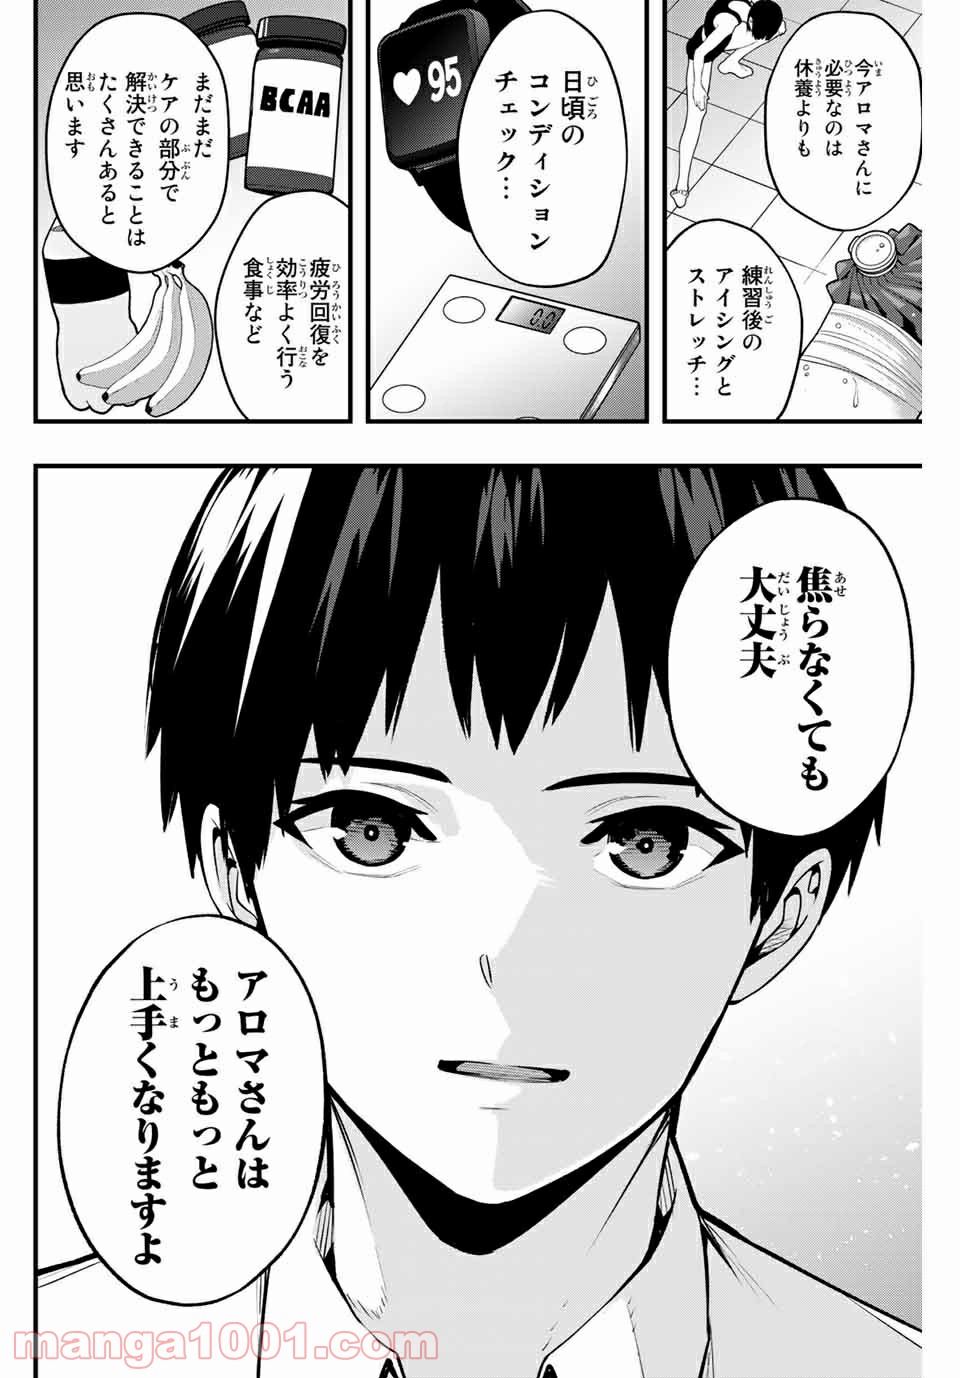 今アロマさんに
必要なのは
休養よりも
練習後の
アイシングと
ストレッチ…
日頃の
コンディション
チェック…
95
0.0
BCAA
疲労回復を
効率よく行う
食事など
まだまだ
ケアの部分で
解決できることは
たくさんあると
思います
焦らなくても
大丈夫
アロマさんは
もっともっと
上手くなりますよ
manga1001.com